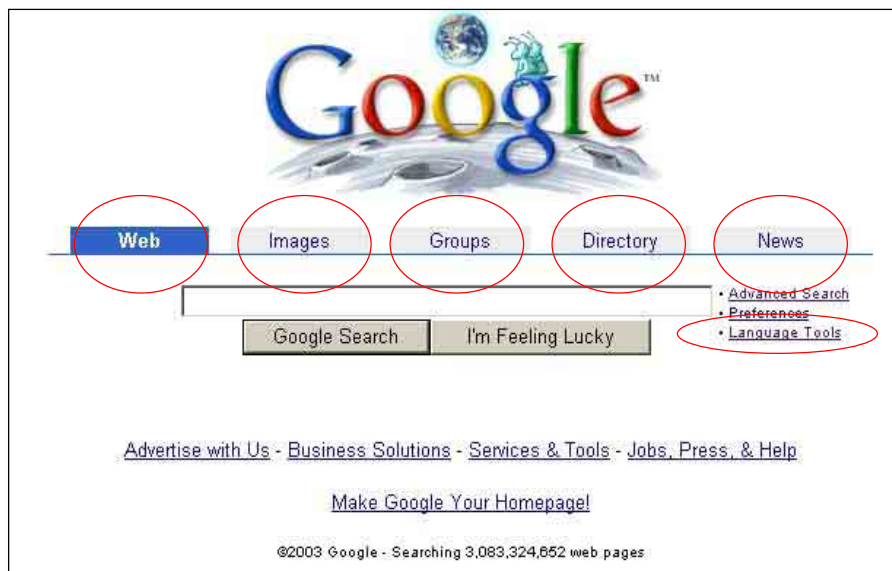 Google™
Web Images Groups Directory News
• Advanced Search
• Preferences
• Language Tools
Google Search I'm Feeling Lucky
Advertise with Us - Business Solutions - Services & Tools - Jobs, Press, & Help
Make Google Your Homepage!
©2003 Google - Searching 3,083,324,652 web pages